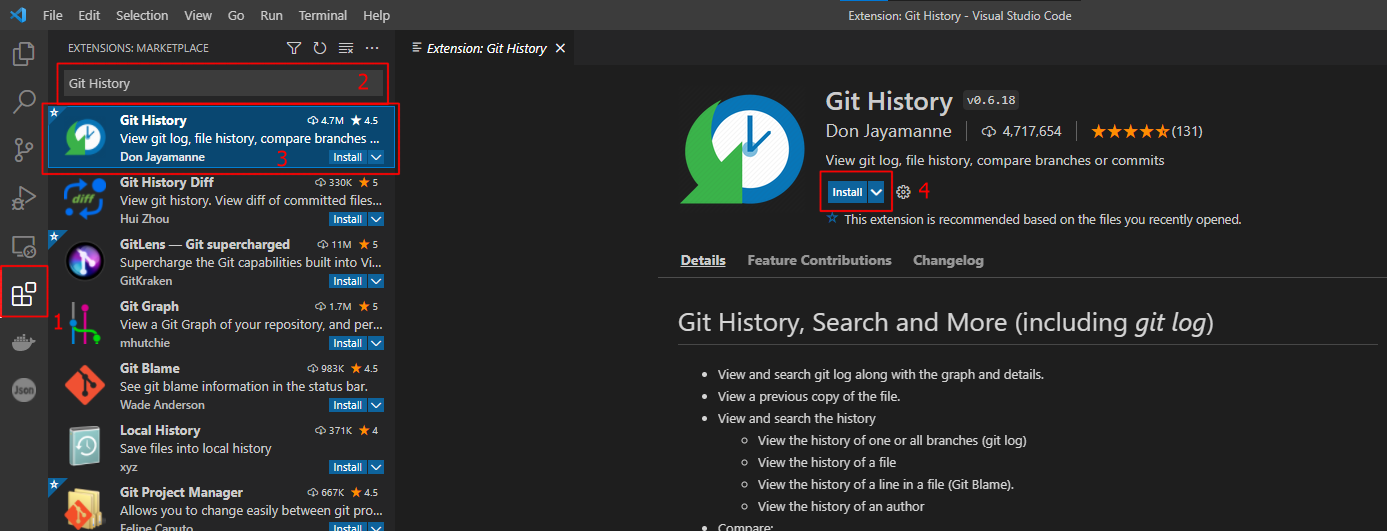 File Edit Selection View Go Run Terminal Help
Extension: Git History - Visual Studio Code
EXTENSIONS: MARKETPLACE
Git History
2
Git History 4.7M 4.5
View git log, file history, compare branches ...
Don Jayamanne Install
3
Git History Diff 330K 5
View git history. View diff of committed files...
Hui Zhou Install
GitLens — Git supercharged 11M 5
Supercharge the Git capabilities built into Vi...
GitKraken Install
1
Git Graph 1.7M 5
View a Git Graph of your repository, and per...
mhutchie Install
Git Blame 983K 4.5
See git blame information in the status bar.
Wade Anderson Install
Local History 371K 4
Save files into local history
xyz Install
Git Project Manager 667K 4.5
Allows you to change easily between git pro...
Felipe Caputo Install
diff
Json
Extension: Git History
Git History v0.6.18
Don Jayamanne 4,717,654 (131)
View git log, file history, compare branches or commits
Install 4
This extension is recommended based on the files you recently opened.
Details Feature Contributions Changelog
Git History, Search and More (including git log)
• View and search git log along with the graph and details.
• View a previous copy of the file.
• View and search the history
◦ View the history of one or all branches (git log)
◦ View the history of a file
◦ View the history of a line in a file (Git Blame).
◦ View the history of an author
• Compare: